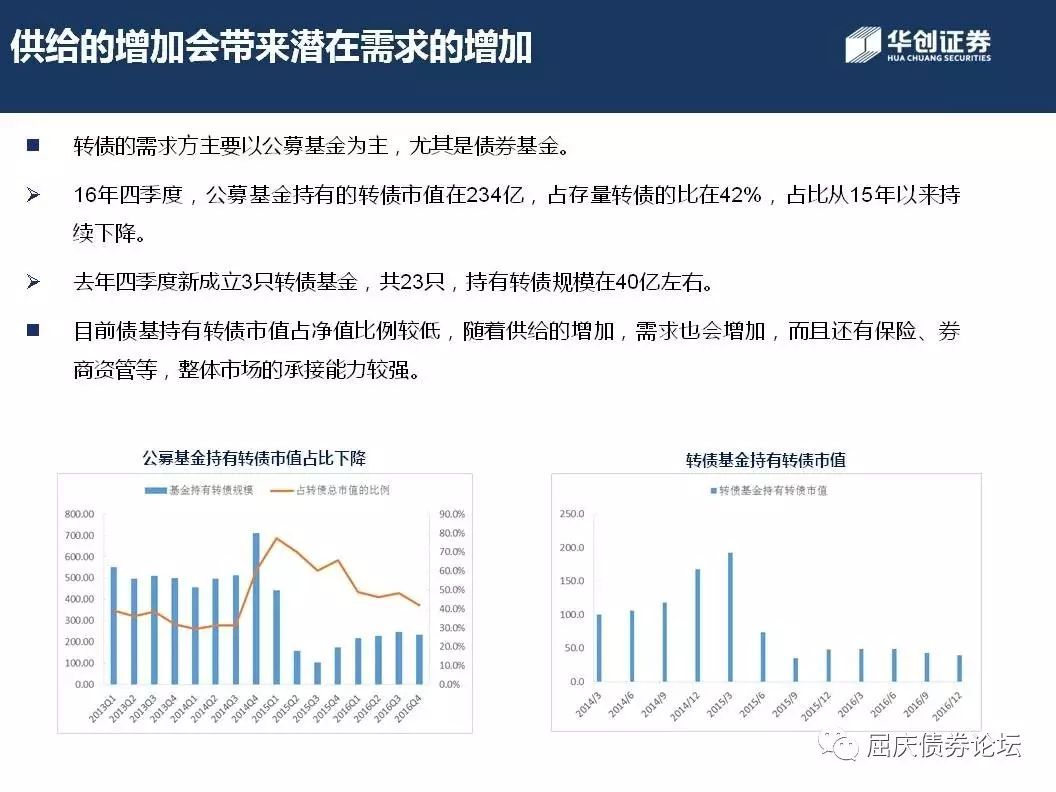 供给的增加会带来潜在需求的增加
华创证券
HUA CHUANG SECURITIES
■ 转债的需求方主要以公募基金为主，尤其是债券基金。
➢ 16年四季度，公募基金持有的转债市值在234亿，占存量转债的比在42%，占比从15年以来持
续下降。
➢ 去年四季度新成立3只转债基金，共23只，持有转债规模在40亿左右。
■ 目前债基持有转债市值占净值比例较低，随着供给的增加，需求也会增加，而且还有保险、券
商资管等，整体市场的承接能力较强。
公募基金持有转债市值占比下降
基金持有转债规模 占转债总市值的比例
800.00 90.0%
700.00 80.0%
600.00 70.0%
500.00 60.0%
400.00 50.0%
300.00 40.0%
200.00 30.0%
100.00 20.0%
0.00 10.0%
0.0%
2013Q1 2013Q2 2013Q3 2013Q4 2014Q1 2014Q2 2014Q3 2014Q4 2015Q1 2015Q2 2015Q3 2015Q4 2016Q1 2016Q2 2016Q3 2016Q4
转债基金持有转债市值
转债基金持有转债市值
250.0
200.0
150.0
100.0
50.0
0.0
2014/3 2014/6 2014/9 2014/12 2015/3 2015/6 2015/9 2015/12 2016/3 2016/6 2016/9 2016/12
屈庆债券论坛